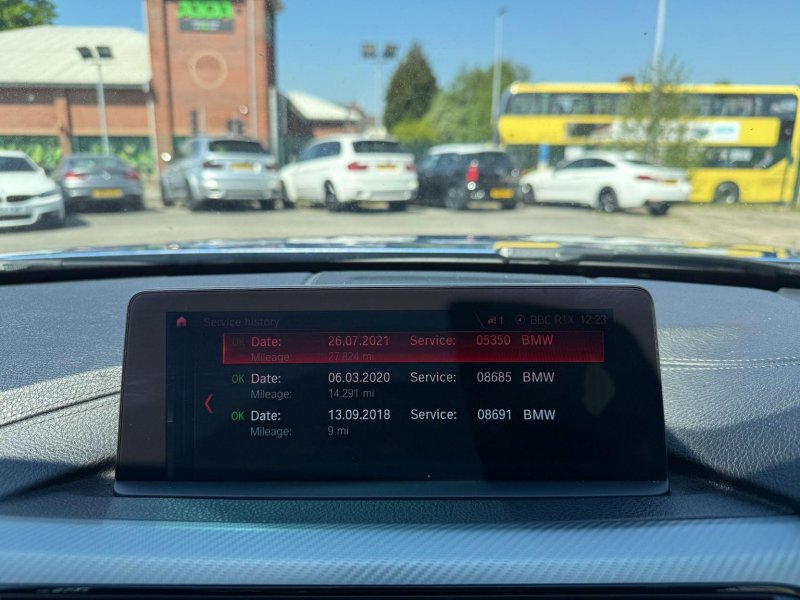 ASDA
Service history
1 BBC R1X 12:23
OK Date: 26.07.2021 Service: 05350 BMW
Mileage: 27.824 mi
OK Date: 06.03.2020 Service: 08685 BMW
Mileage: 14.291 mi
OK Date: 13.09.2018 Service: 08691 BMW
Mileage: 9 mi